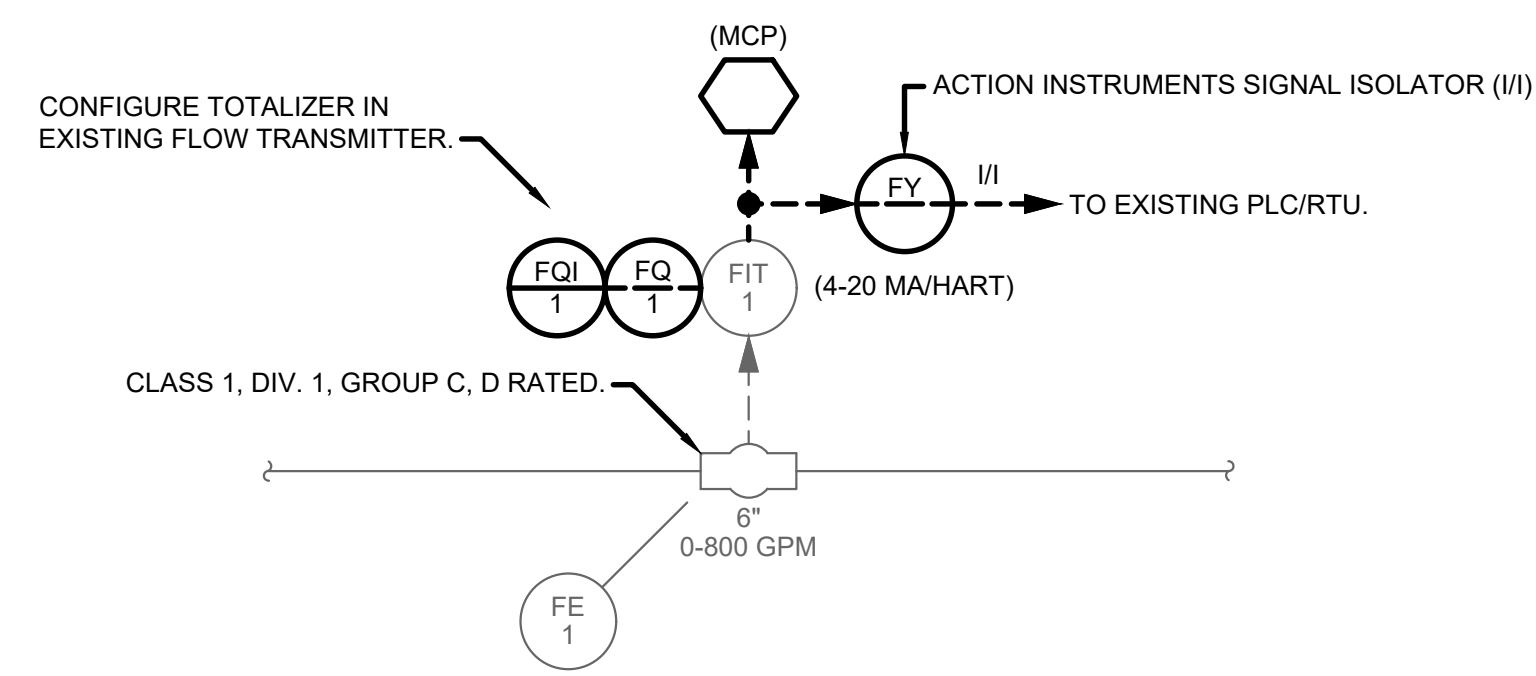 (MCP)
ACTION INSTRUMENTS SIGNAL ISOLATOR (I/I)
CONFIGURE TOTALIZER IN
EXISTING FLOW TRANSMITTER.
FY
I/I
TO EXISTING PLC/RTU.
FQI
1
FQ
1
FIT
1
(4-20 MA/HART)
CLASS 1, DIV. 1, GROUP C, D RATED.
6"
0-800 GPM
FE
1